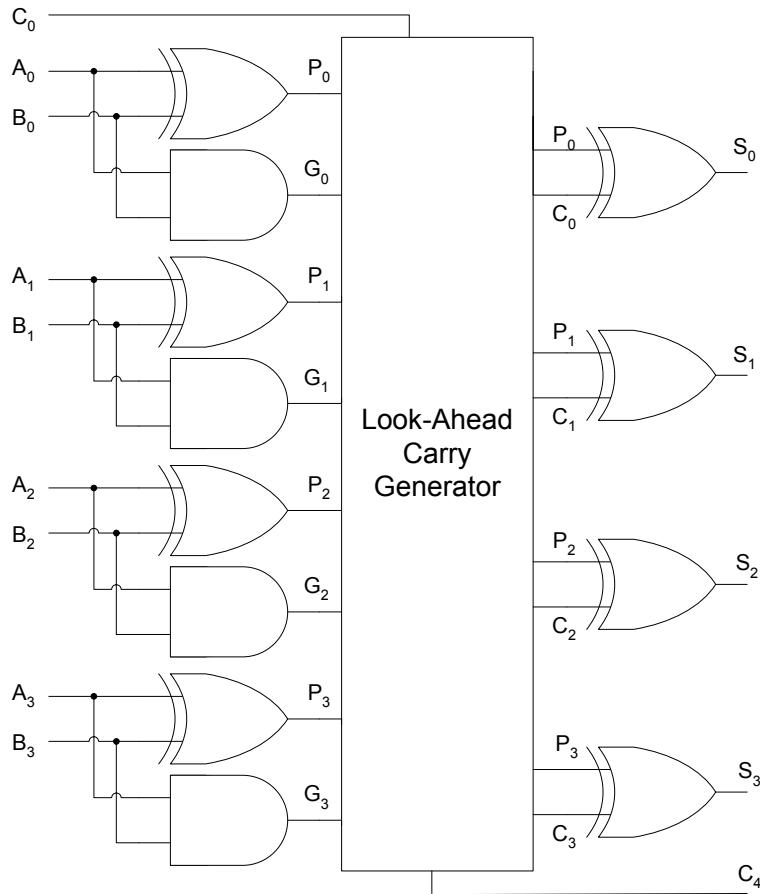 C₀
A₀
B₀
P₀
G₀
A₁
B₁
P₁
G₁
A₂
B₂
P₂
G₂
A₃
B₃
P₃
G₃
Look-Ahead
Carry
Generator
P₀
C₀
S₀
P₁
C₁
S₁
P₂
C₂
S₂
P₃
C₃
S₃
C₄